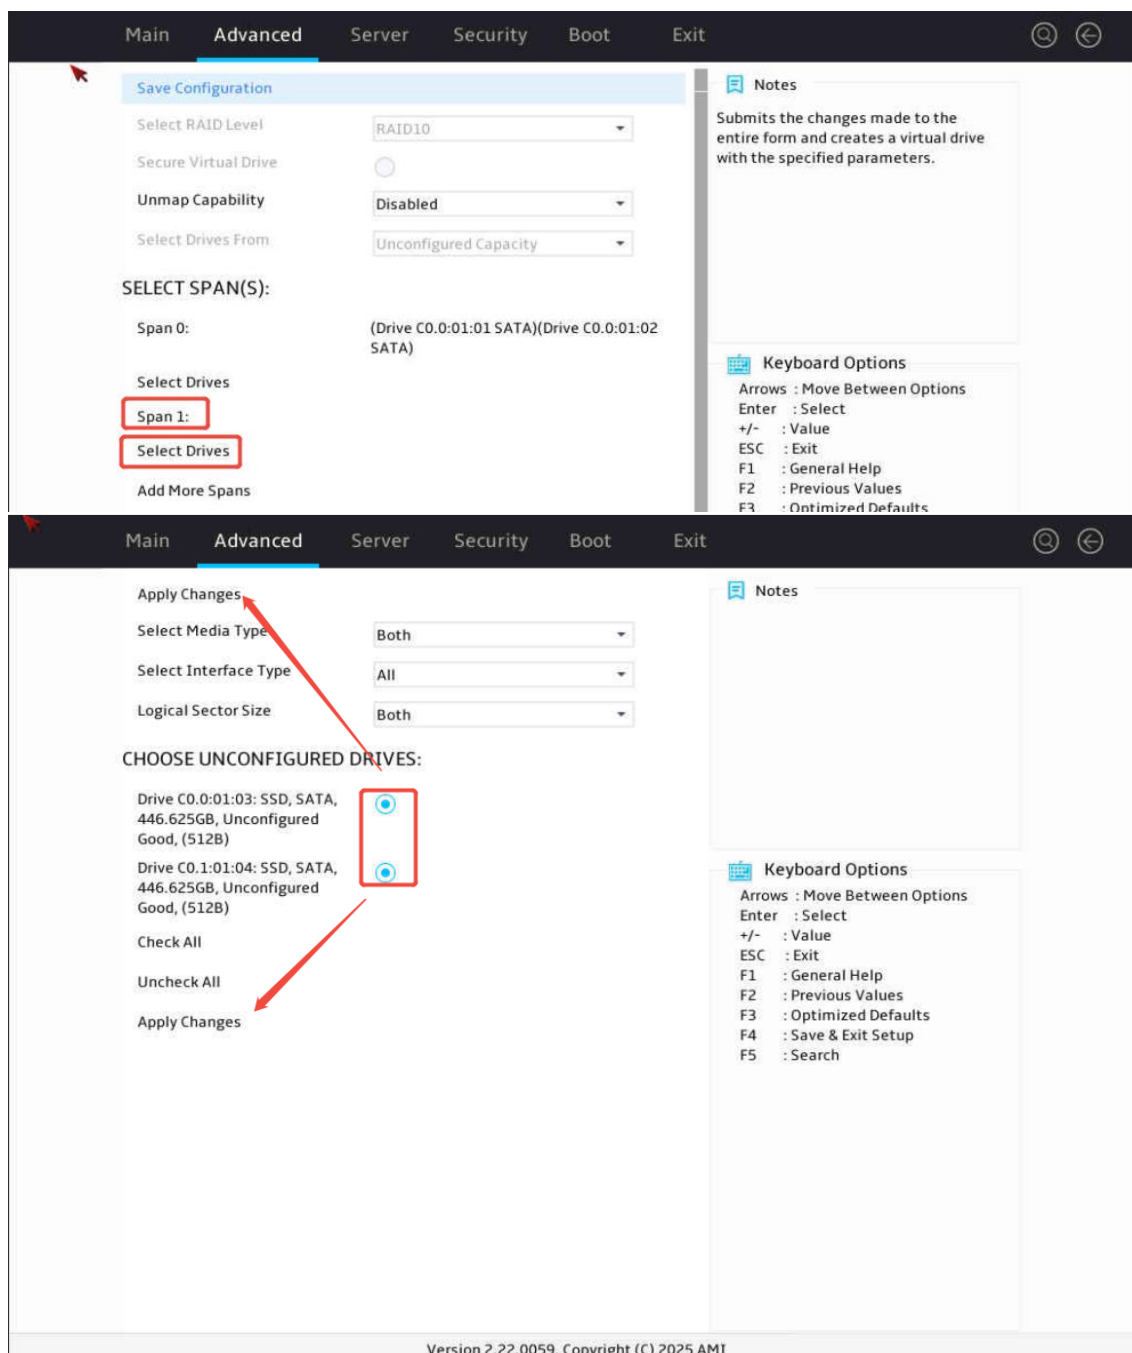 Main Advanced Server Security Boot Exit
Save Configuration
Select RAID Level RAID10
Secure Virtual Drive
Unmap Capability Disabled
Select Drives From Unconfigured Capacity
SELECT SPAN(S):
Span 0: (Drive C0.0:01:01 SATA)(Drive C0.0:01:02
SATA)
Select Drives
Span 1:
Select Drives
Add More Spans
Notes
Submits the changes made to the
entire form and creates a virtual drive
with the specified parameters.
Keyboard Options
Arrows : Move Between Options
Enter : Select
+/- : Value
ESC : Exit
F1 : General Help
F2 : Previous Values
F3 : Optimized Defaults
Main Advanced Server Security Boot Exit
Apply Changes
Select Media Type Both
Select Interface Type All
Logical Sector Size Both
CHOOSE UNCONFIGURED DRIVES:
Drive C0.0:01:03: SSD, SATA,
446.625GB, Unconfigured
Good, (512B)
Drive C0.1:01:04: SSD, SATA,
446.625GB, Unconfigured
Good, (512B)
Check All
Uncheck All
Apply Changes
Notes
Keyboard Options
Arrows : Move Between Options
Enter : Select
+/- : Value
ESC : Exit
F1 : General Help
F2 : Previous Values
F3 : Optimized Defaults
F4 : Save & Exit Setup
F5 : Search
Version 2.22.0059. Copyright (C) 2025 AMI